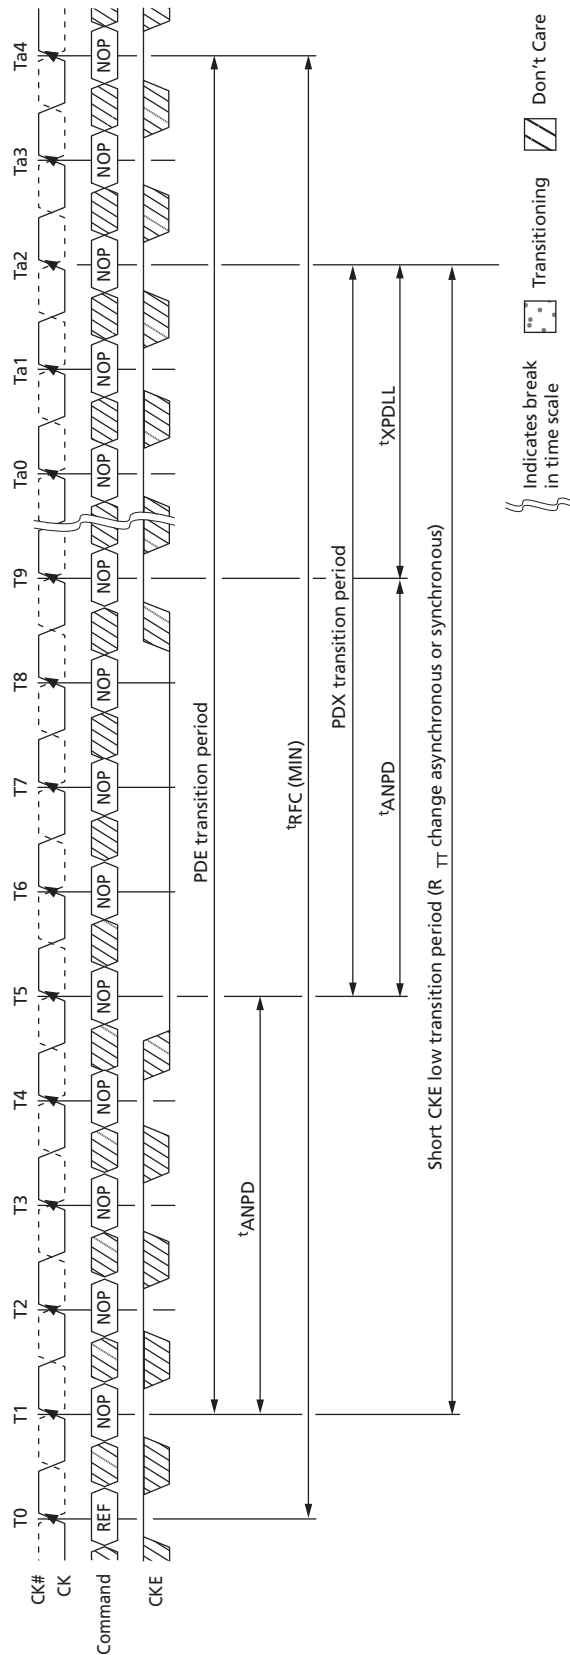 T0 T1 T2 T3 T4 T5 T6 T7 T8 T9 Ta0 Ta1 Ta2 Ta3 Ta4
CK#
CK
Command REF NOP NOP NOP NOP NOP NOP NOP NOP NOP NOP NOP NOP NOP NOP
CKE
PDE transition period
tANPD
tRFC (MIN)
PDX transition period
tANPD tXPDLL
Short CKE low transition period (R TT change asynchronous or synchronous)
Indicates break
in time scale
Transitioning
Don't Care